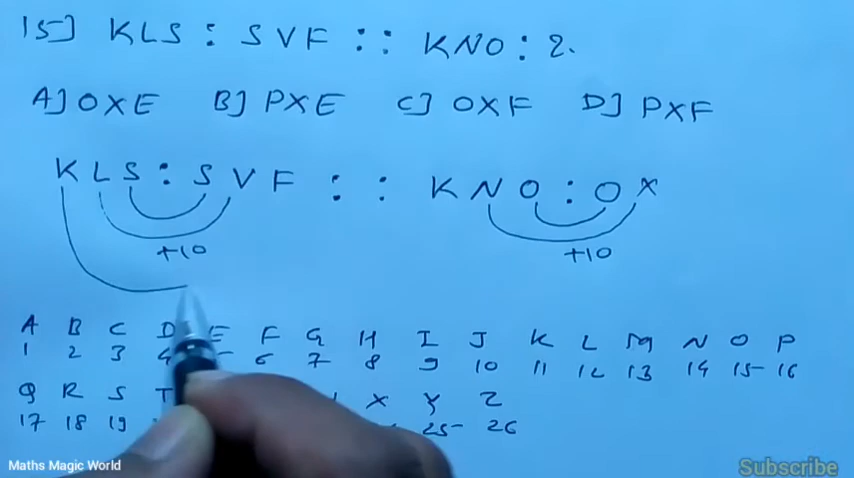 15] KLS : SVF :: KNO : ?.
A] OXE B] PXE C] OXF D] PXF
KLS : SVF :: KNO : OX
+10 +10
A B C D E F G H I J K L M N O P
1 2 3 4 5 6 7 8 9 10 11 12 13 14 15 16
Q R S T X Y Z
17 18 19 25 26
Maths Magic World
Subscribe